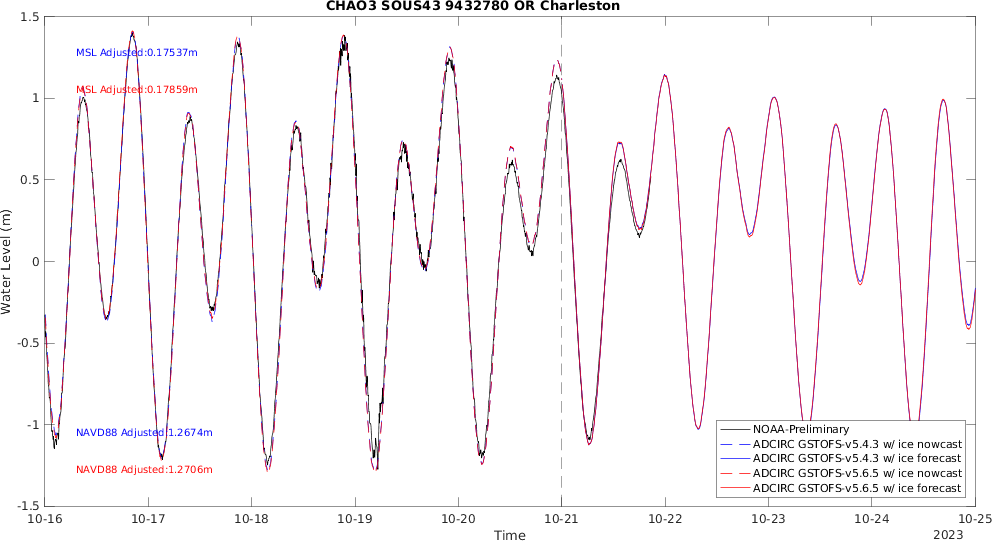 CHAO3 SOUS43 9432780 OR Charleston
1.5
MSL Adjusted:0.17537m
MSL Adjusted:0.17859m
1
0.5
Water Level (m)
0
-0.5
-1
NAVD88 Adjusted:1.2674m
NAVD88 Adjusted:1.2706m
-1.5
NOAA-Preliminary
ADCIRC GSTOFS-v5.4.3 w/ ice nowcast
ADCIRC GSTOFS-v5.4.3 w/ ice forecast
ADCIRC GSTOFS-v5.6.5 w/ ice nowcast
ADCIRC GSTOFS-v5.6.5 w/ ice forecast
10-16 10-17 10-18 10-19 10-20 10-21 10-22 10-23 10-24 10-25
Time
2023